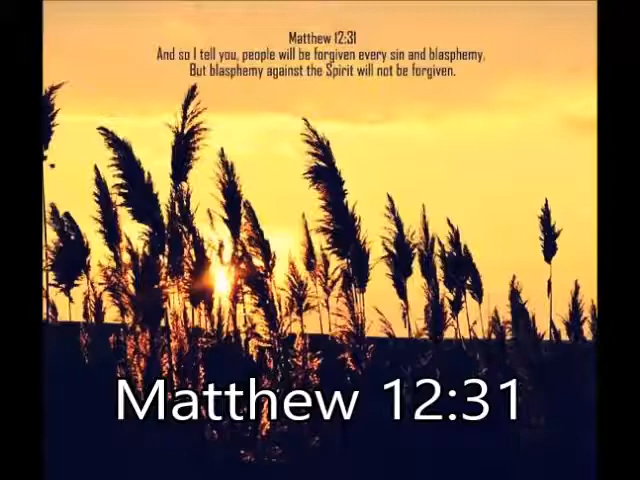 Matthew 12:31
And so I tell you, people will be forgiven every sin and blasphemy,
But blasphemy against the Spirit will not be forgiven.
Matthew 12:31